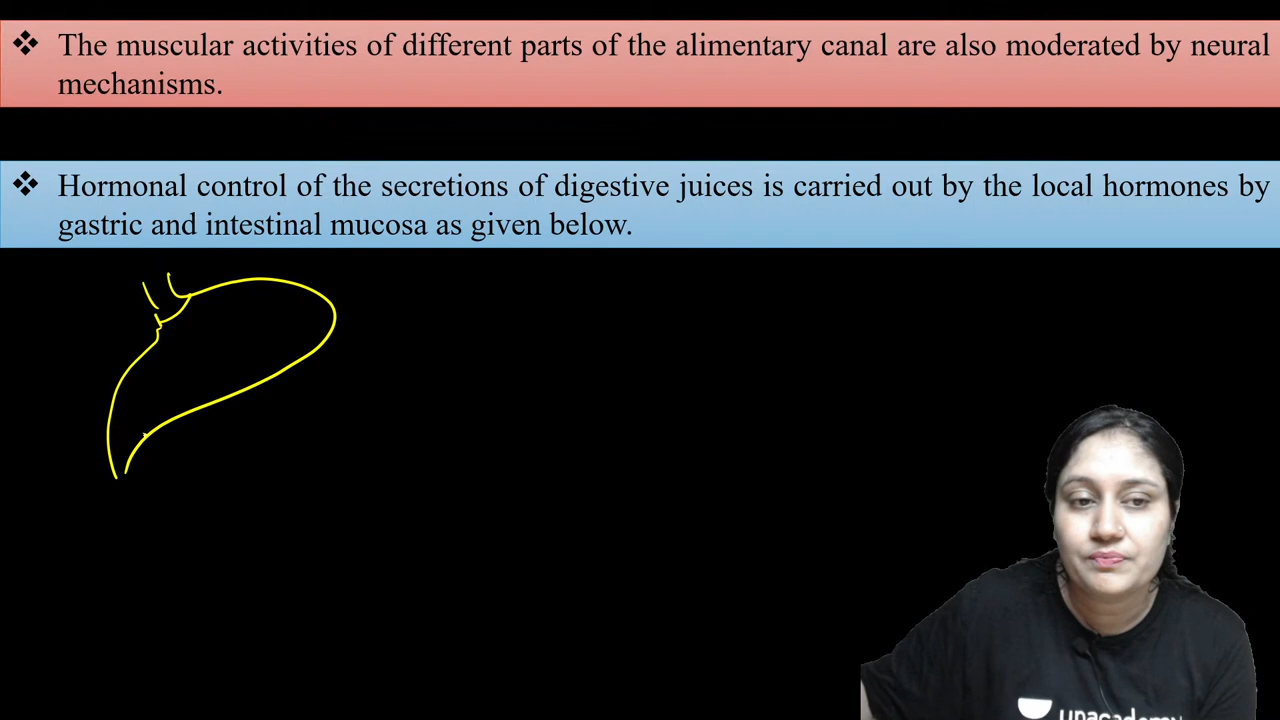 ❖ The muscular activities of different parts of the alimentary canal are also moderated by neural
mechanisms.
❖ Hormonal control of the secretions of digestive juices is carried out by the local hormones by
gastric and intestinal mucosa as given below.
unacademy